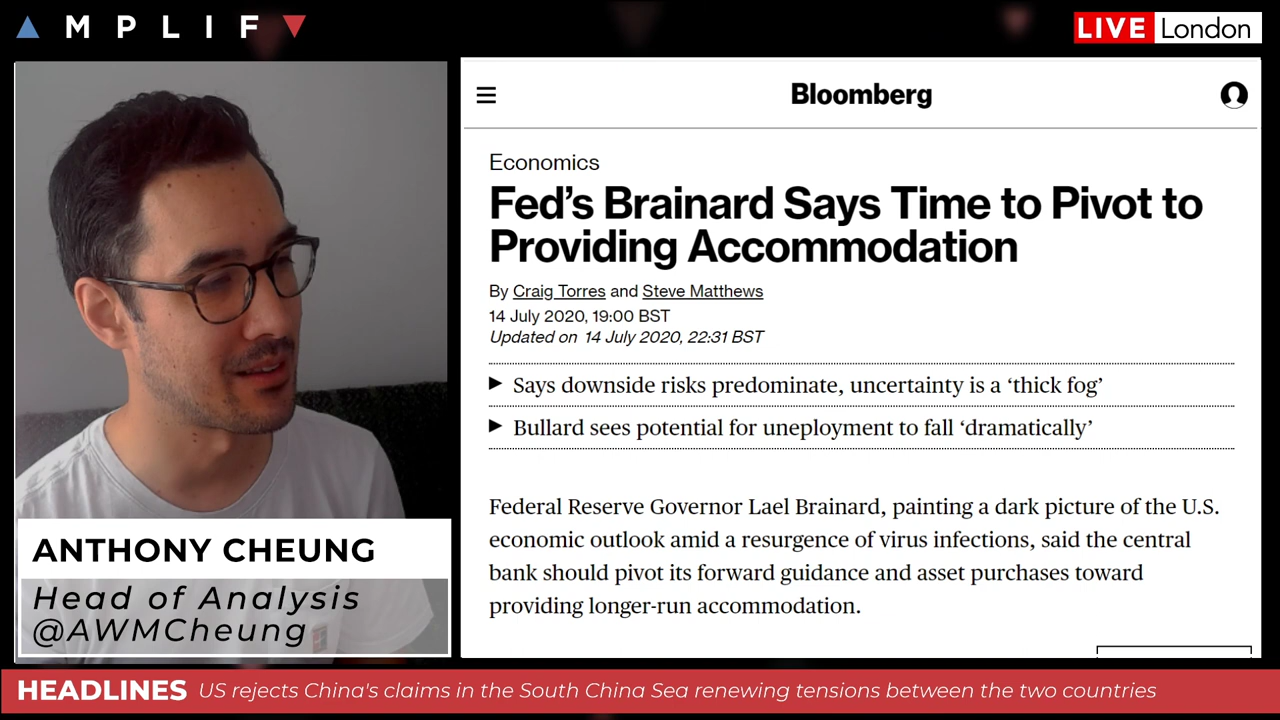 AMPLIFY
LIVE London
ANTHONY CHEUNG
Head of Analysis
@AWMCheung
Bloomberg
Economics
Fed's Brainard Says Time to Pivot to
Providing Accommodation
By Craig Torres and Steve Matthews
14 July 2020, 19:00 BST
Updated on 14 July 2020, 22:31 BST
Says downside risks predominate, uncertainty is a ‘thick fog’
Bullard sees potential for uneployment to fall ‘dramatically’
Federal Reserve Governor Lael Brainard, painting a dark picture of the U.S.
economic outlook amid a resurgence of virus infections, said the central
bank should pivot its forward guidance and asset purchases toward
providing longer-run accommodation.
HEADLINES US rejects China's claims in the South China Sea renewing tensions between the two countries